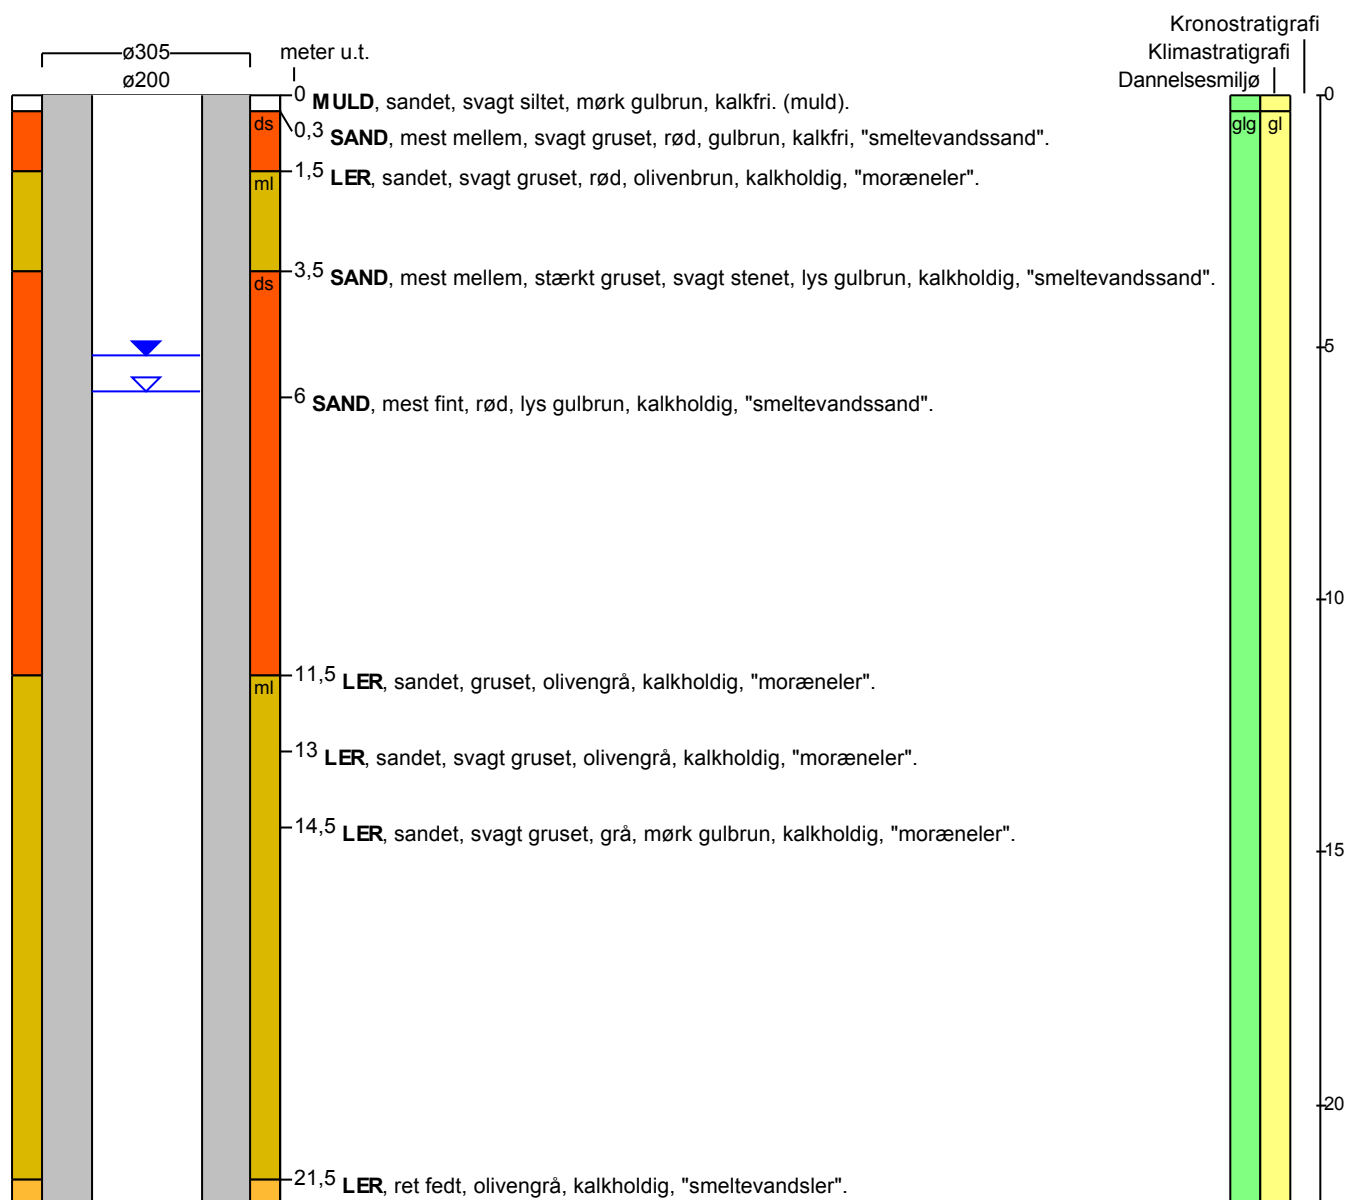 Kronostratigrafi
ø305 meter u.t. Klimastratigrafi
ø200 Dannelsesmiljø
0 MULD, sandet, svagt siltet, mørk gulbrun, kalkfri. (muld). 0
ds 0,3 SAND, mest mellem, svagt gruset, rød, gulbrun, kalkfri, "smeltevandssand". glg gl
1,5 LER, sandet, svagt gruset, rød, olivenbrun, kalkholdig, "moræneler".
ml
3,5 SAND, mest mellem, stærkt gruset, svagt stenet, lys gulbrun, kalkholdig, "smeltevandssand".
ds
5
6 SAND, mest fint, rød, lys gulbrun, kalkholdig, "smeltevandssand".
10
11,5 LER, sandet, gruset, olivengrå, kalkholdig, "moræneler".
ml
13 LER, sandet, svagt gruset, olivengrå, kalkholdig, "moræneler".
14,5 LER, sandet, svagt gruset, grå, mørk gulbrun, kalkholdig, "moræneler".
15
20
21,5 LER, ret fedt, olivengrå, kalkholdig, "smeltevandsler".